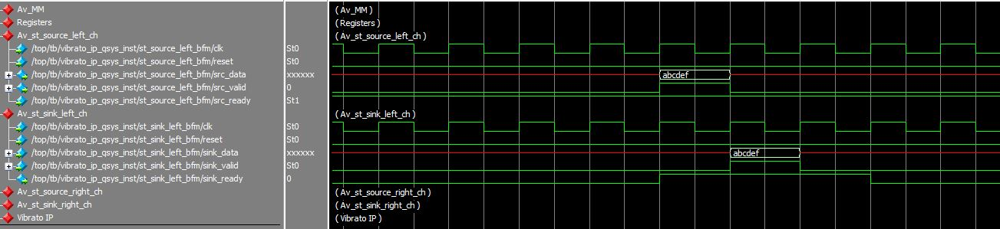 Av_MM ( Av_MM )
Registers ( Registers )
Av_st_source_left_ch ( Av_st_source_left_ch )
/top/tb/vibrato_ip_qsys_inst/st_source_left_bfm/clk St0
/top/tb/vibrato_ip_qsys_inst/st_source_left_bfm/reset St0
/top/tb/vibrato_ip_qsys_inst/st_source_left_bfm/src_data xxxxxx abcdef
/top/tb/vibrato_ip_qsys_inst/st_source_left_bfm/src_valid 0
/top/tb/vibrato_ip_qsys_inst/st_source_left_bfm/src_ready St1
Av_st_sink_left_ch ( Av_st_sink_left_ch )
/top/tb/vibrato_ip_qsys_inst/st_sink_left_bfm/clk St0
/top/tb/vibrato_ip_qsys_inst/st_sink_left_bfm/reset St0
/top/tb/vibrato_ip_qsys_inst/st_sink_left_bfm/sink_data xxxxxx abcdef
/top/tb/vibrato_ip_qsys_inst/st_sink_left_bfm/sink_valid St0
/top/tb/vibrato_ip_qsys_inst/st_sink_left_bfm/sink_ready 0
Av_st_source_right_ch ( Av_st_source_right_ch )
Av_st_sink_right_ch ( Av_st_sink_right_ch )
Vibrato IP ( Vibrato IP )